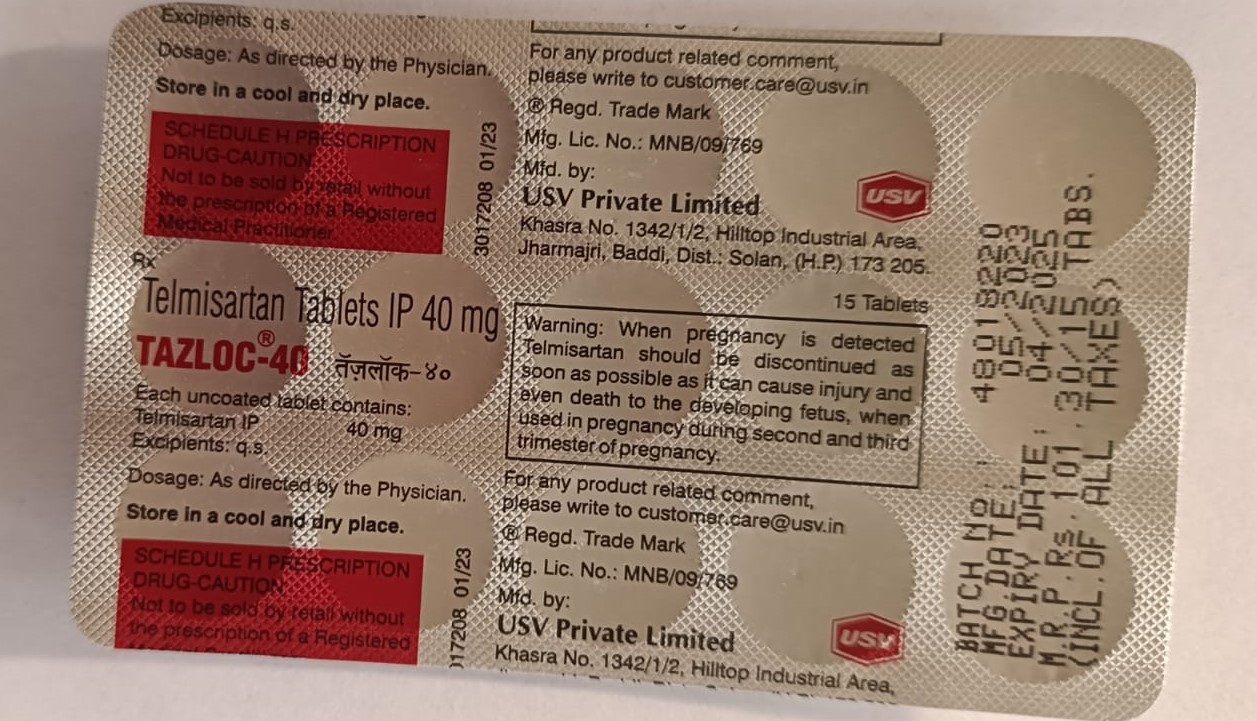 Excipients: q.s.
Dosage: As directed by the Physician.
Store in a cool and dry place.
SCHEDULE H PRESCRIPTION
DRUG-CAUTION
Not to be sold by retail without
the prescription of a Registered
Medical Practitioner.
3017208 01/23
Rx
Telmisartan Tablets IP 40 mg
TAZLOC®-40 तॅज़लॉक-४०
Each uncoated tablet contains:
Telmisartan IP 40 mg
Excipients: q.s.
Dosage: As directed by the Physician.
Store in a cool and dry place.
SCHEDULE H PRESCRIPTION
DRUG-CAUTION
Not to be sold by retail without
the prescription of a Registered
17208 01/23
For any product related comment,
please write to customer.care@usv.in
® Regd. Trade Mark
Mfg. Lic. No.: MNB/09/769
Mfd. by:
USV Private Limited
USV
Khasra No. 1342/1/2, Hilltop Industrial Area,
Jharmajri, Baddi, Dist.: Solan, (H.P.) 173 205.
15 Tablets
Warning: When pregnancy is detected
Telmisartan should be discontinued as
soon as possible as it can cause injury and
even death to the developing fetus, when
used in pregnancy during second and third
trimester of pregnancy.
For any product related comment,
please write to customer.care@usv.in
® Regd. Trade Mark
Mfg. Lic. No.: MNB/09/769
Mfd. by:
USV Private Limited
USV
Khasra No. 1342/1/2, Hilltop Industrial Area,
BATCH NO.: 48018220
MFG.DATE: 05/2023
EXPIRY DATE: 04/2025
M.R.P.Rs.101.30/15 TABS.
(INCL.OF ALL TAXES)